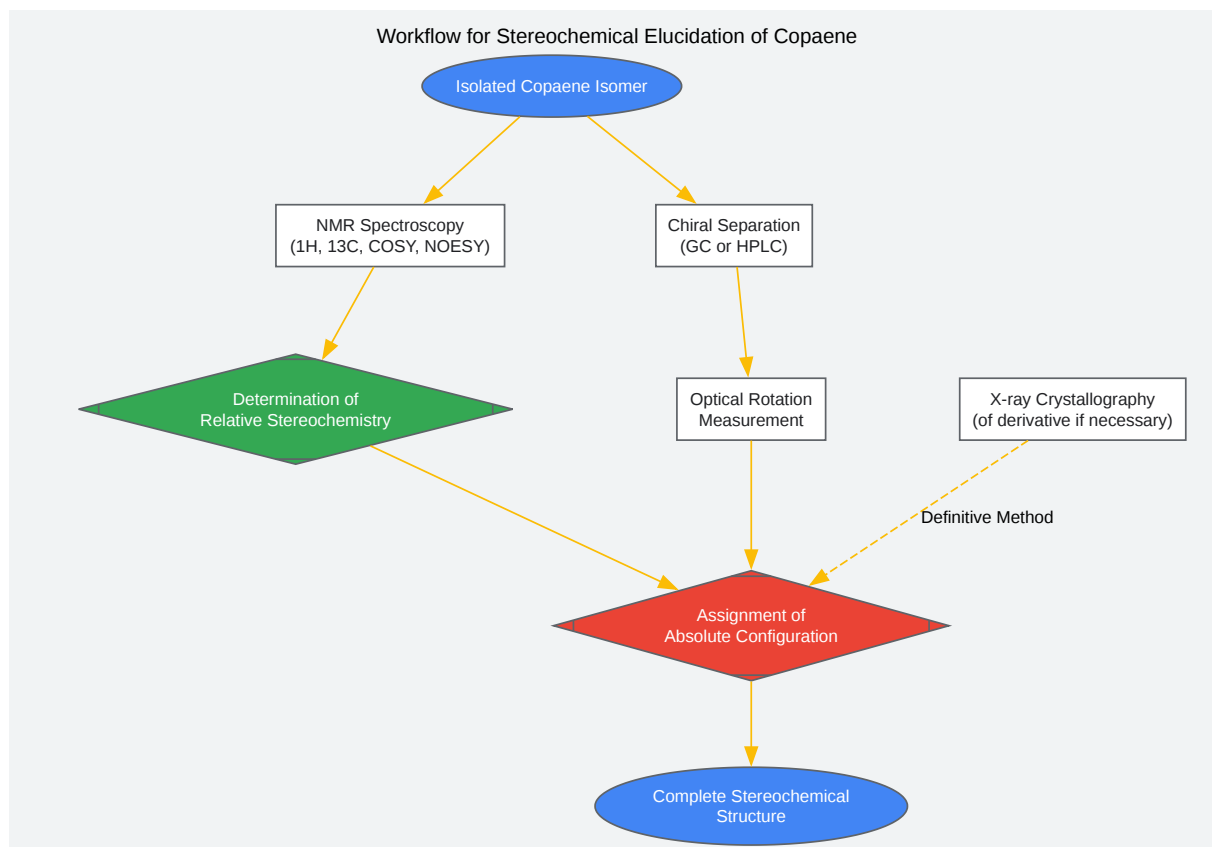 Workflow for Stereochemical Elucidation of Copaene
Isolated Copaene Isomer
NMR Spectroscopy
(1H, 13C, COSY, NOESY)
Chiral Separation
(GC or HPLC)
Determination of
Relative Stereochemistry
Optical Rotation
Measurement
X-ray Crystallography
(of derivative if necessary)
Definitive Method
Assignment of
Absolute Configuration
Complete Stereochemical
Structure